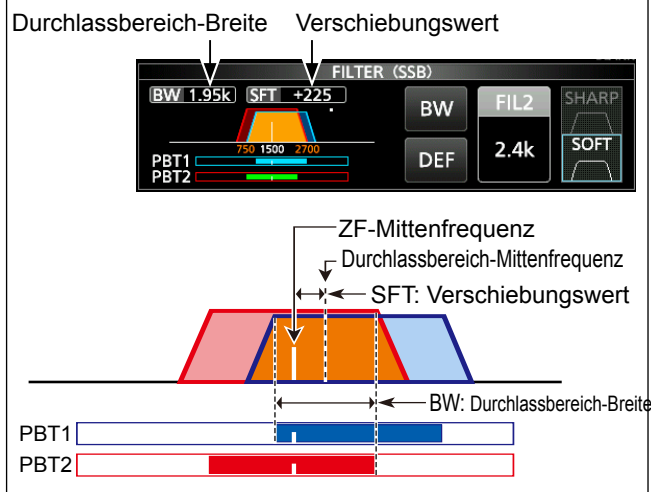 Durchlassbereich-Breite Verschiebungswert
FILTER (SSB)
BW 1.95k SFT +225
BW
FIL2
SHARP
750 1500 2700
2.4k
SOFT
PBT1
DEF
PBT2
ZF-Mittenfrequenz
Durchlassbereich-Mittenfrequenz
SFT: Verschiebungswert
BW: Durchlassbereich-Breite
PBT1
PBT2